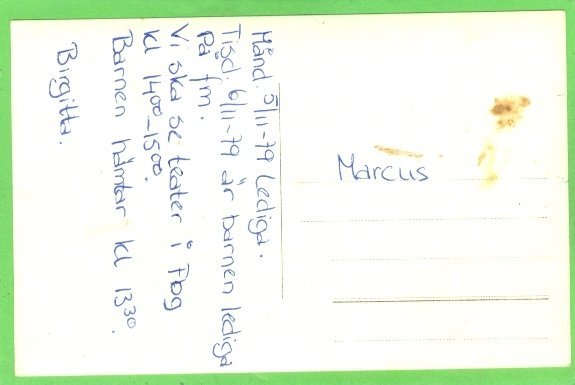 Månd. 5/11-79 Lediga.
Tisd. 6/11-79 är barnen lediga
på fm.
Vi ska se teater i Fbg
kl 14⁰⁰-15⁰⁰.
Barnen hämtar kl 13³⁰.
Birgitta.
Marcus